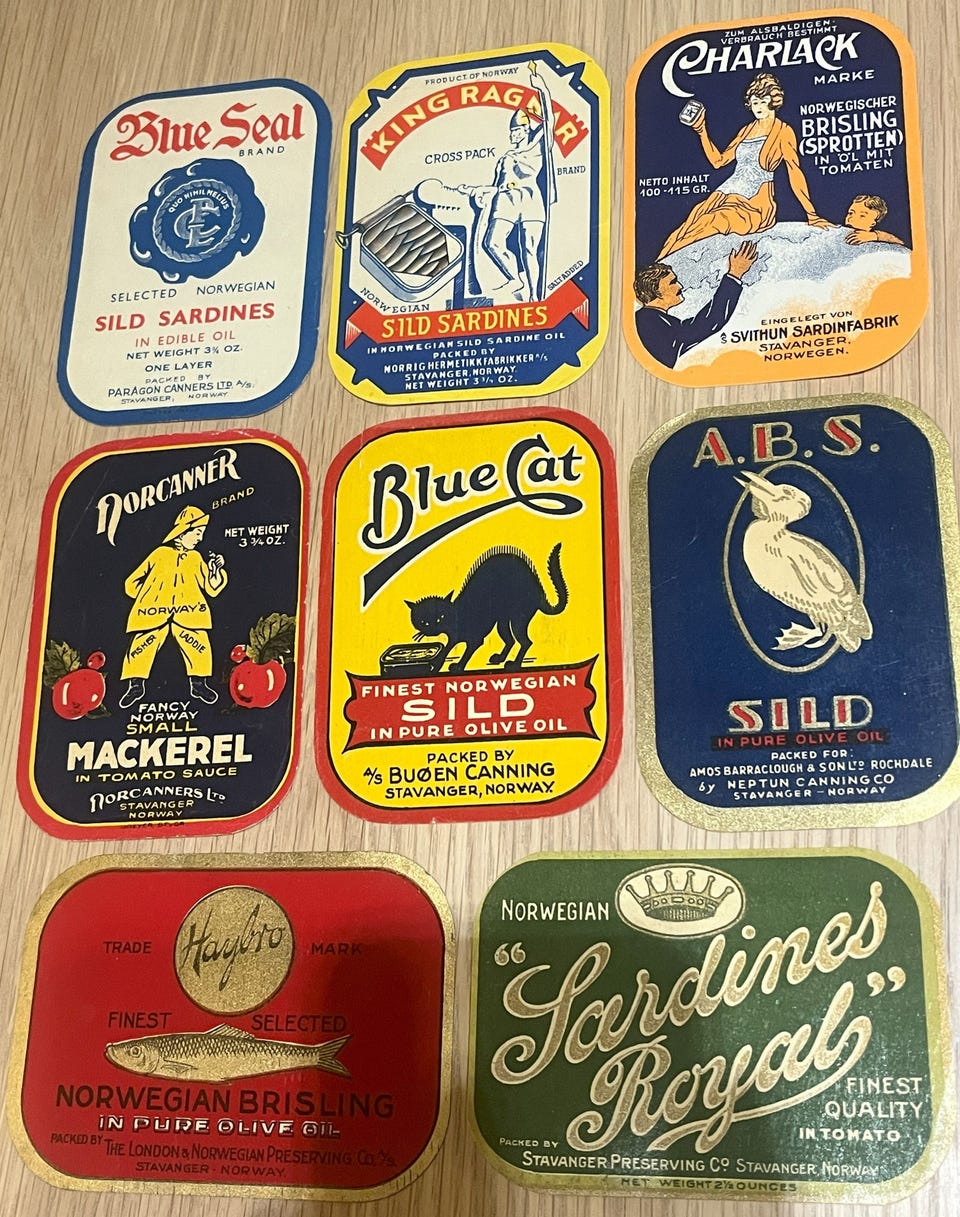 Blue Seal
BRAND
QUO NIHIL MELIUS
SELECTED NORWEGIAN
SILD SARDINES
IN EDIBLE OIL
NET WEIGHT 3¾ OZ.
ONE LAYER
PACKED BY
PARAGON CANNERS LTD. A/S.
STAVANGER, NORWAY
PRODUCT OF NORWAY
KING RAGNAR
CROSS PACK
BRAND
SALT ADDED
NORWEGIAN
SILD SARDINES
IN NORWEGIAN SILD SARDINE OIL
PACKED BY
NORRIG HERMETIKKFABRIKKER A/S
STAVANGER, NORWAY.
NET WEIGHT 3¾ OZ.
ZUM ALSBALDIGEN
VERBRAUCH BESTIMMT
CHARLACK
MARKE
NORWEGISCHER
BRISLING
(SPROTTEN)
IN ÖL MIT
TOMATEN
NETTO INHALT
100-115 GR.
EINGELEGT VON
A/S SVITHUN SARDINFABRIK
STAVANGER,
NORWEGEN.
NORCANNER
BRAND
NET WEIGHT
3 ¾ OZ.
NORWAY'S
FISHER LADDIE
FANCY
NORWAY
SMALL
MACKEREL
IN TOMATO SAUCE
NORCANNERS LTD
STAVANGER
NORWAY
Blue Cat
FINEST NORWEGIAN
SILD
IN PURE OLIVE OIL
PACKED BY
A/S BUØEN CANNING
STAVANGER, NORWAY.
A.B.S.
SILD
IN PURE OLIVE OIL
PACKED FOR:
AMOS BARRACLOUGH & SON LTD ROCHDALE
by NEPTUN CANNING CO
STAVANGER - NORWAY
Haybro
TRADE MARK
FINEST SELECTED
NORWEGIAN BRISLING
IN PURE OLIVE OIL
PACKED BY THE LONDON & NORWEGIAN PRESERVING Co. A/S.
STAVANGER - NORWAY.
NORWEGIAN
"Sardines
Royal"
FINEST
QUALITY
IN TOMATO
PACKED BY
STAVANGER PRESERVING Co STAVANGER, NORWAY
NET WEIGHT 2½ OUNCES